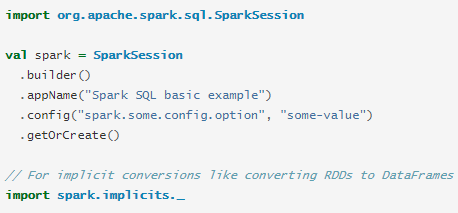 import org.apache.spark.sql.SparkSession
val spark = SparkSession
.builder()
.appName("Spark SQL basic example")
.config("spark.some.config.option", "some-value")
.getOrCreate()
// For implicit conversions like converting RDDs to DataFrames
import spark.implicits._